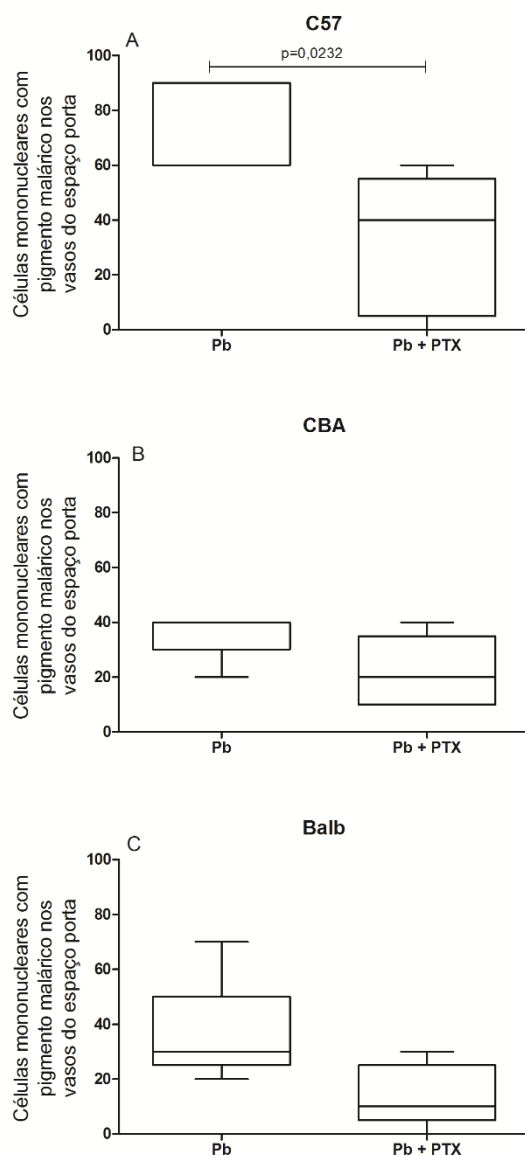 C57
A
p=0,0232
Células mononucleares com
pigmento malárico nos
vasos do espaço porta
100
80
60
40
20
0
Pb
Pb + PTX
CBA
B
Células mononucleares com
pigmento malárico nos
vasos do espaço porta
100
80
60
40
20
0
Pb
Pb + PTX
Balb
C
Células mononucleares com
pigmento malárico nos
vasos do espaço porta
100
80
60
40
20
0
Pb
Pb + PTX